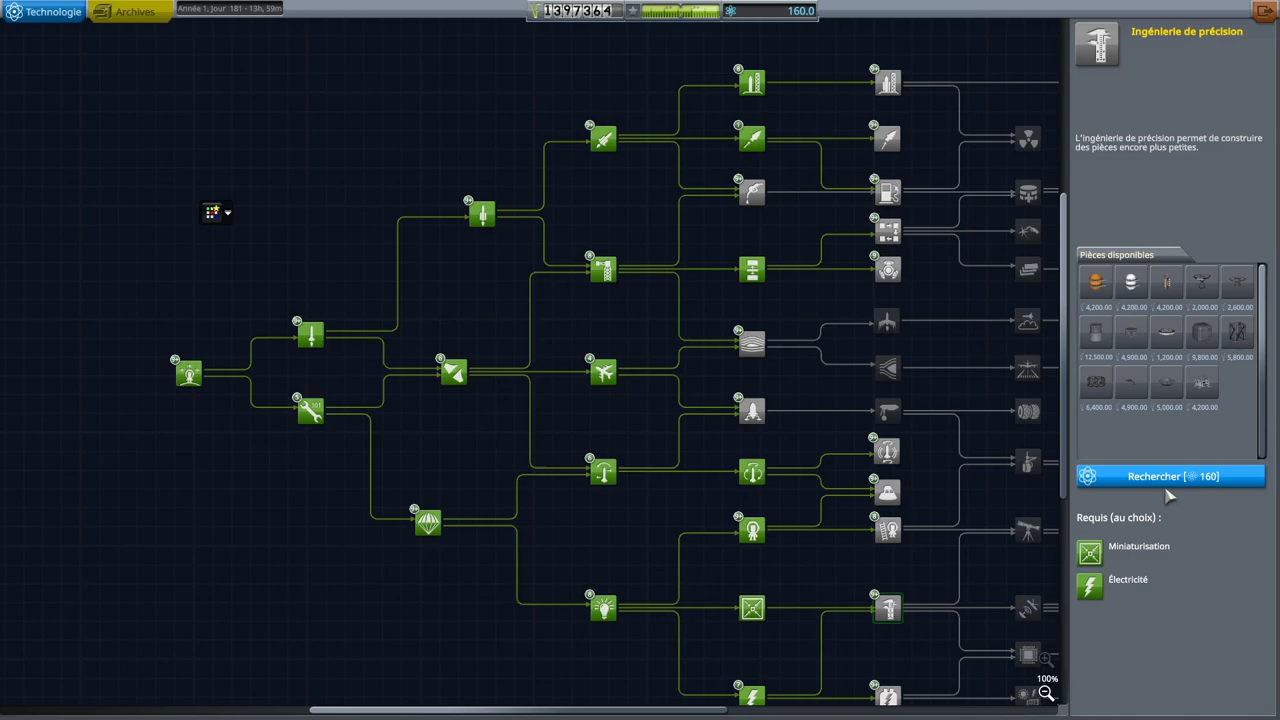 Technologie
Archives
Année 1, Jour 181 - 13h, 59m
1397364
160.0
Ingénierie de précision
L'ingénierie de précision permet de construire
des pièces encore plus petites.
Pièces disponibles
4,200.00 4,200.00 4,200.00 2,000.00 2,600.00
12,500.00 4,900.00 1,200.00 9,800.00 5,800.00
6,400.00 4,900.00 5,000.00 4,200.00
Rechercher [ 160]
Requis (au choix) :
Miniaturisation
Électricité
101
100%